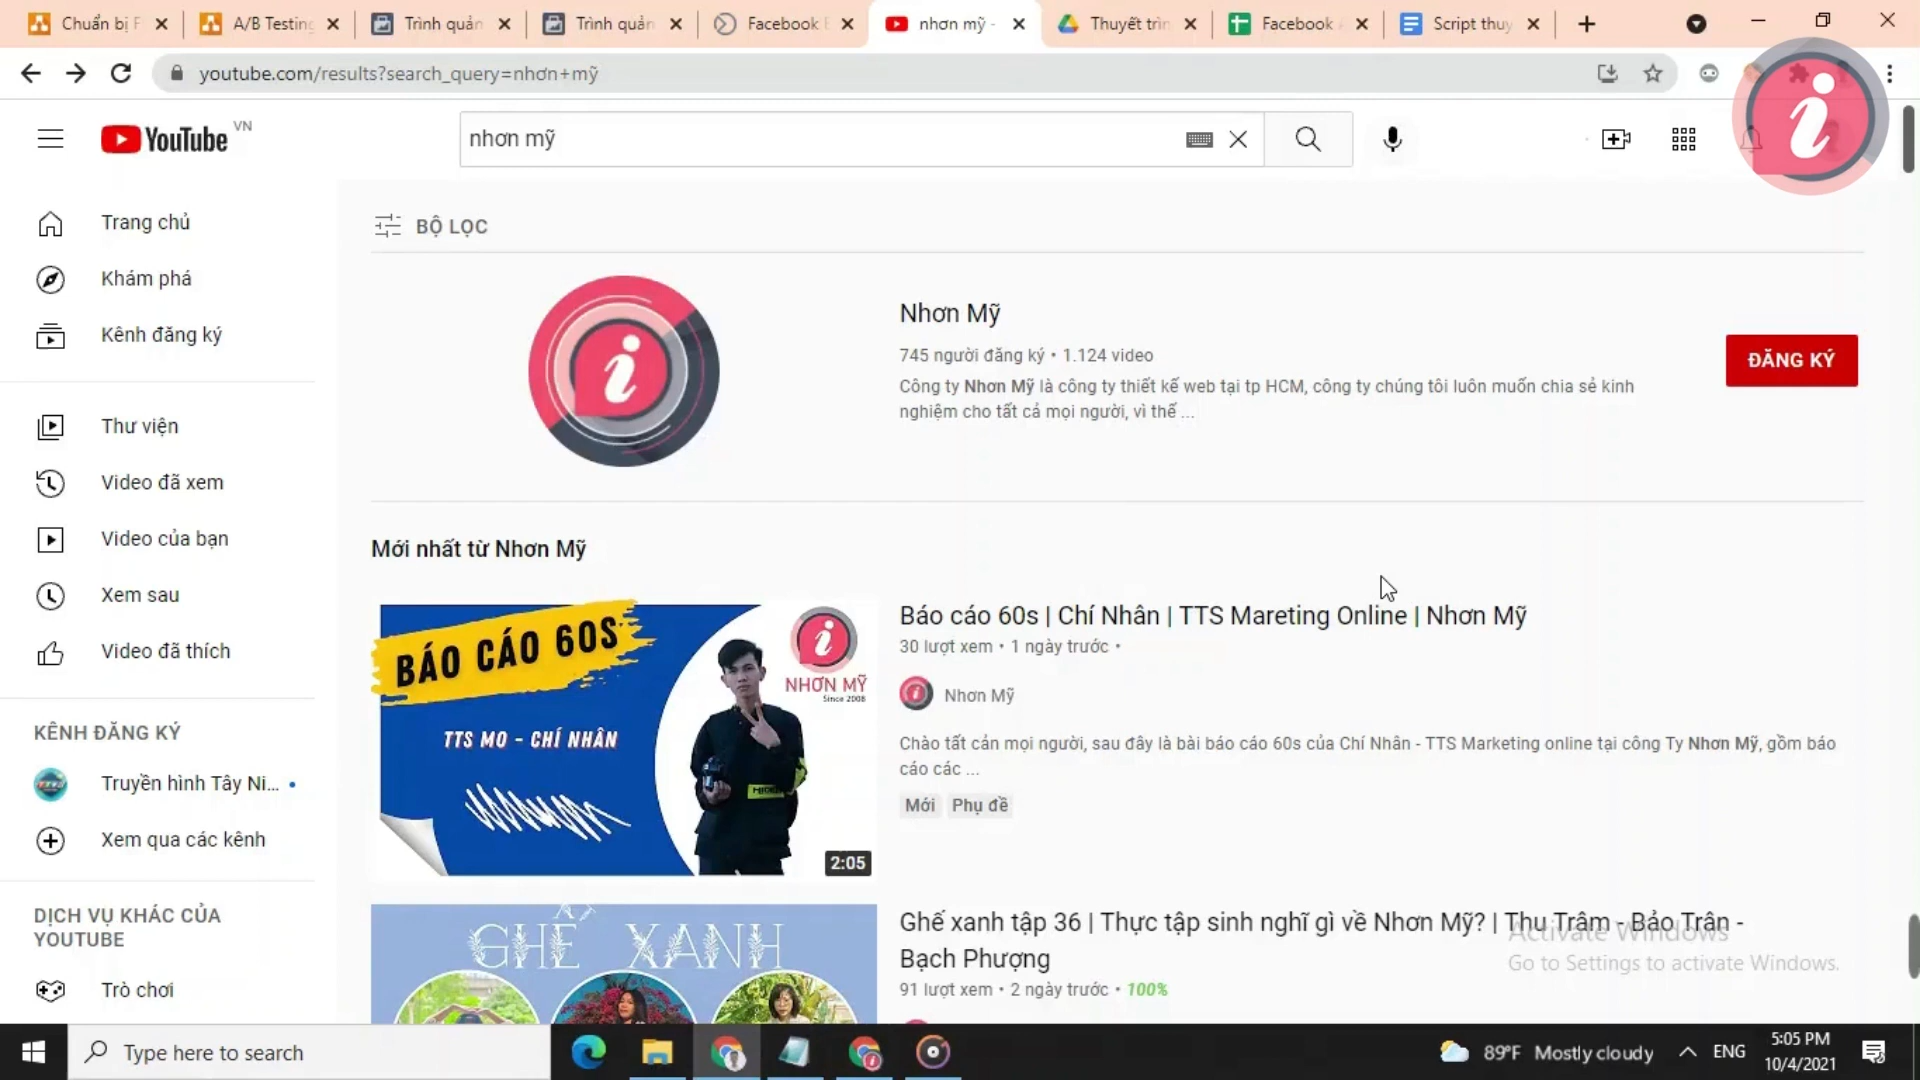 Chuẩn bị F
A/B Testing
Trình quản
Trình quản
Facebook
nhơn mỹ -
Thuyết trìn
Facebook
Script thuy
youtube.com/results?search_query=nhơn+mỹ
YouTube VN
nhơn mỹ
Trang chủ
Khám phá
Kênh đăng ký
Thư viện
Video đã xem
Video của bạn
Xem sau
Video đã thích
KÊNH ĐĂNG KÝ
Truyền hình Tây Ni...
Xem qua các kênh
DỊCH VỤ KHÁC CỦA
YOUTUBE
Trò chơi
BỘ LỌC
Nhơn Mỹ
745 người đăng ký • 1.124 video
Công ty Nhơn Mỹ là công ty thiết kế web tại tp HCM, công ty chúng tôi luôn muốn chia sẻ kinh
nghiệm cho tất cả mọi người, vì thế ...
ĐĂNG KÝ
Mới nhất từ Nhơn Mỹ
BÁO CÁO 60S
NHƠN MỸ
Since 2008
TTS MO - CHÍ NHÂN
2:05
Báo cáo 60s | Chí Nhân | TTS Mareting Online | Nhơn Mỹ
30 lượt xem • 1 ngày trước •
Nhơn Mỹ
Chào tất cản mọi người, sau đây là bài báo cáo 60s của Chí Nhân - TTS Marketing online tại công Ty Nhơn Mỹ, gồm báo
cáo các ...
Mới Phụ đề
GHẾ XANH
Ghế xanh tập 36 | Thực tập sinh nghĩ gì về Nhơn Mỹ? | Thu Trâm - Bảo Trân -
Bạch Phượng
91 lượt xem • 2 ngày trước • 100%
Activate Windows
Go to Settings to activate Windows.
Type here to search
89°F Mostly cloudy
ENG
5:05 PM
10/4/2021